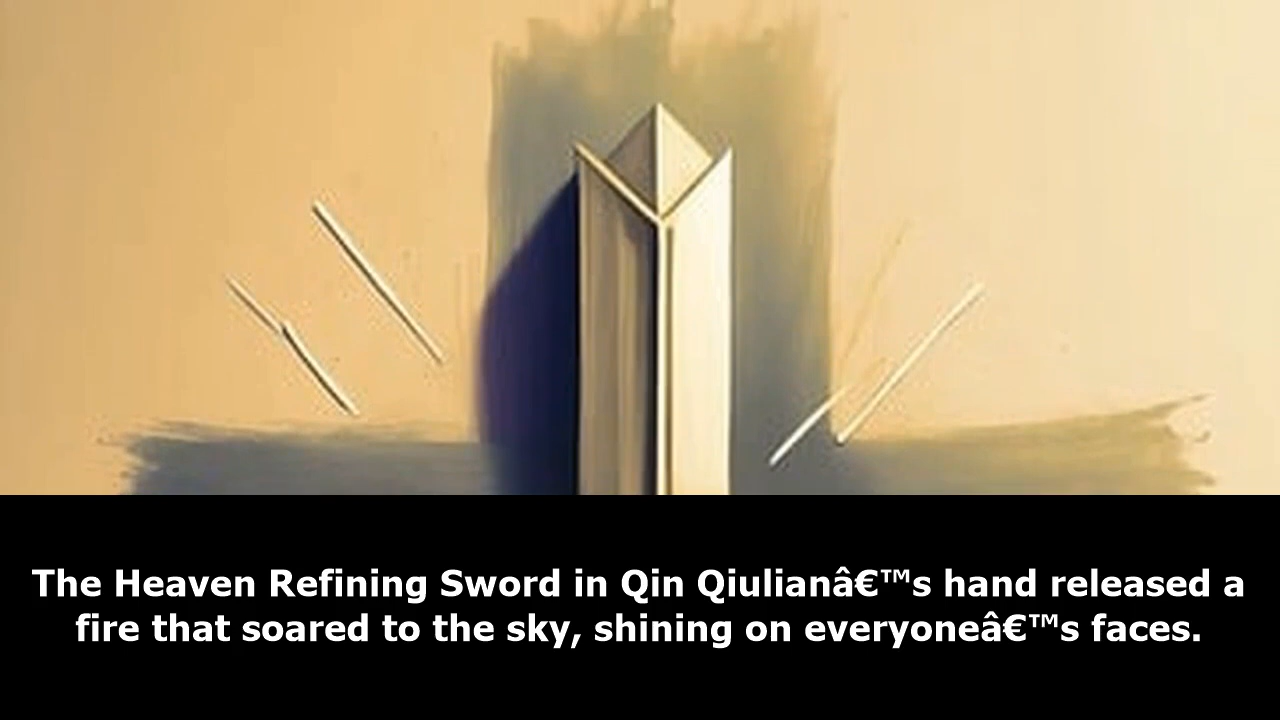 The Heaven Refining Sword in Qin Qiulianâ€™s hand released a
fire that soared to the sky, shining on everyoneâ€™s faces.